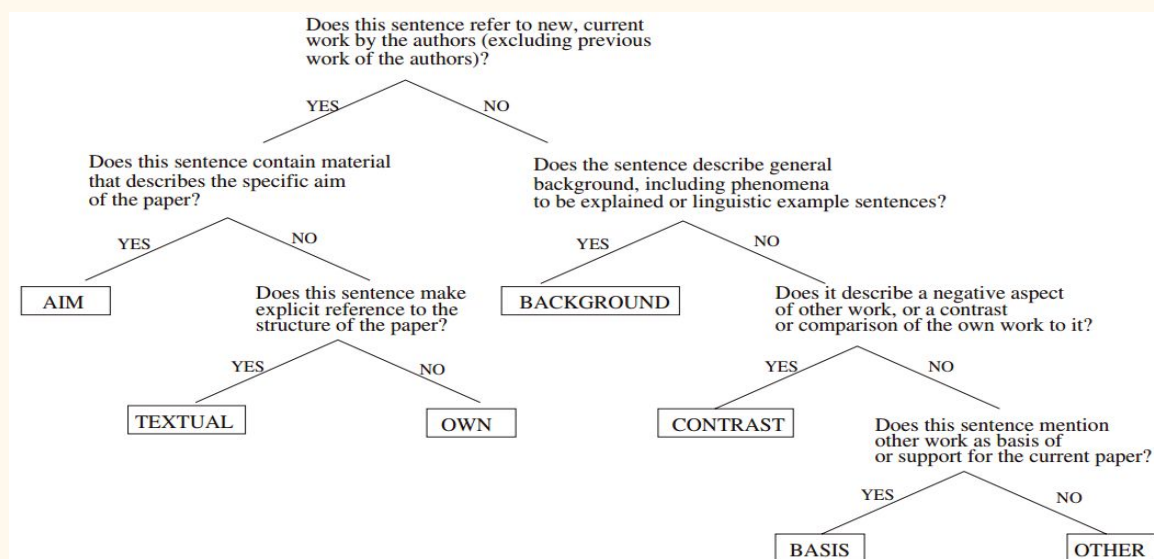 Does this sentence refer to new, current
work by the authors (excluding previous
work of the authors)?
YES
NO
Does this sentence contain material
that describes the specific aim
of the paper?
Does the sentence describe general
background, including phenomena
to be explained or linguistic example sentences?
YES
NO
YES
NO
AIM
Does this sentence make
explicit reference to the
structure of the paper?
BACKGROUND
Does it describe a negative aspect
of other work, or a contrast
or comparison of the own work to it?
YES
NO
YES
NO
TEXTUAL
OWN
CONTRAST
Does this sentence mention
other work as basis of
or support for the current paper?
YES
NO
BASIS
OTHER